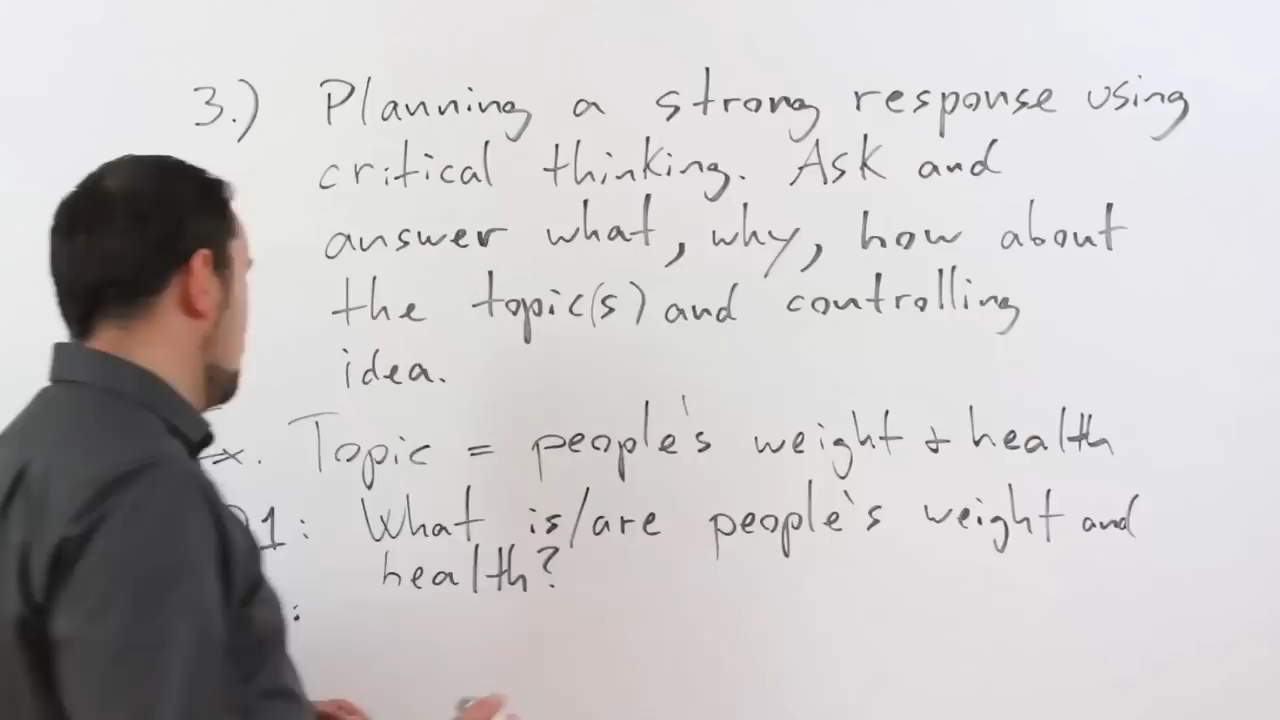 3.) Planning a strong response using
critical thinking. Ask and
answer what, why, how about
the topic(s) and controlling
idea.
x. Topic = people's weight + health
1: What is/are people's weight and
health?
: